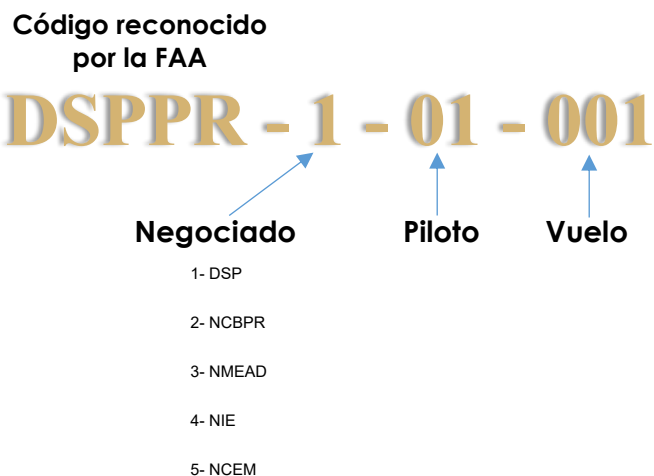 Código reconocido
por la FAA
DSPPR - 1 - 01 - 001
Negociado Piloto Vuelo
1- DSP
2- NCBPR
3- NMEAD
4- NIE
5- NCEM